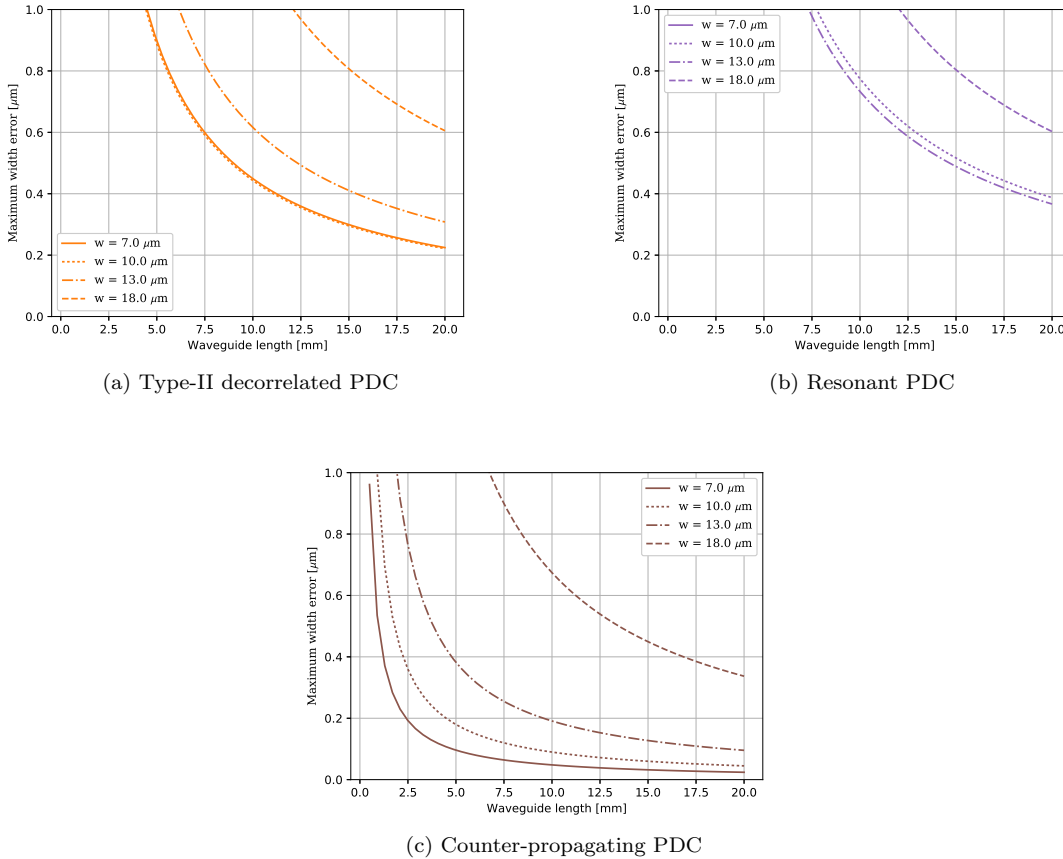 1.0
0.8
0.6
0.4
0.2
0.0
Maximum width error [μm]
w = 7.0 μm
w = 10.0 μm
w = 13.0 μm
w = 18.0 μm
0.0 2.5 5.0 7.5 10.0 12.5 15.0 17.5 20.0
Waveguide length [mm]
(a) Type-II decorrelated PDC
1.0
0.8
0.6
0.4
0.2
0.0
Maximum width error [μm]
w = 7.0 μm
w = 10.0 μm
w = 13.0 μm
w = 18.0 μm
0.0 2.5 5.0 7.5 10.0 12.5 15.0 17.5 20.0
Waveguide length [mm]
(b) Resonant PDC
1.0
0.8
0.6
0.4
0.2
0.0
Maximum width error [μm]
w = 7.0 μm
w = 10.0 μm
w = 13.0 μm
w = 18.0 μm
0.0 2.5 5.0 7.5 10.0 12.5 15.0 17.5 20.0
Waveguide length [mm]
(c) Counter-propagating PDC